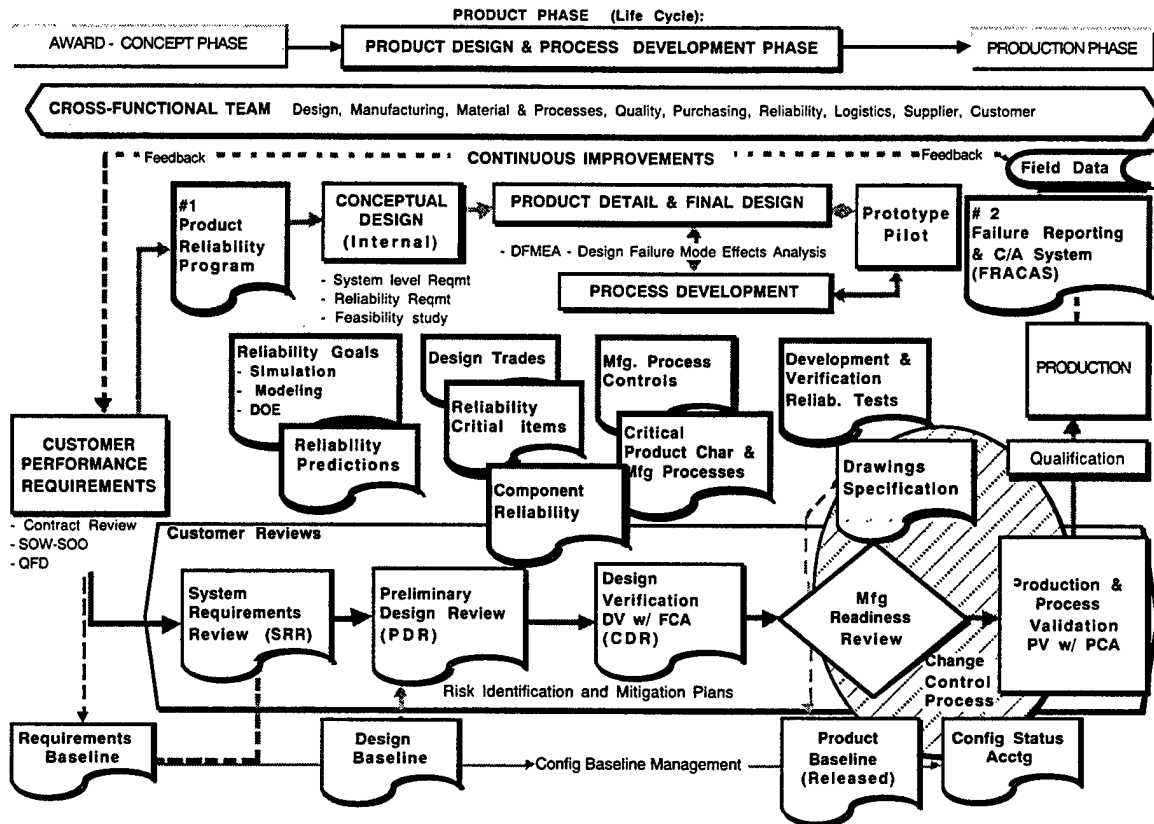 PRODUCT PHASE (Life Cycle):
AWARD - CONCEPT PHASE
PRODUCT DESIGN & PROCESS DEVELOPMENT PHASE
PRODUCTION PHASE
CROSS-FUNCTIONAL TEAM Design, Manufacturing, Material & Processes, Quality, Purchasing, Reliability, Logistics, Supplier, Customer
Feedback
CONTINUOUS IMPROVEMENTS
Feedback
Field Data
#1
Product
Reliability
Program
CONCEPTUAL
DESIGN
(Internal)
- System level Reqmt
- Reliability Reqmt
- Feasibility study
PRODUCT DETAIL & FINAL DESIGN
- DFMEA - Design Failure Mode Effects Analysis
PROCESS DEVELOPMENT
Prototype
Pilot
# 2
Failure Reporting
& C/A System
(FRACAS)
Reliability Goals
- Simulation
- Modeling
- DOE
Reliability
Predictions
Design Trades
Reliability
Critial items
Component
Reliability
Mfg. Process
Controls
Critical
Product Char &
Mfg Processes
Development &
Verification
Reliab. Tests
Drawings
Specification
PRODUCTION
Qualification
CUSTOMER
PERFORMANCE
REQUIREMENTS
- Contract Review
- SOW-SOO
- QFD
Customer Reviews
System
Requirements
Review (SRR)
Preliminary
Design Review
(PDR)
Design
Verification
DV w/ FCA
(CDR)
Mfg
Readiness
Review
Production &
Process
Validation
PV w/ PCA
Change
Control
Process
Risk Identification and Mitigation Plans
Requirements
Baseline
Design
Baseline
Config Baseline Management
Product
Baseline
(Released)
Config Status
Acctg